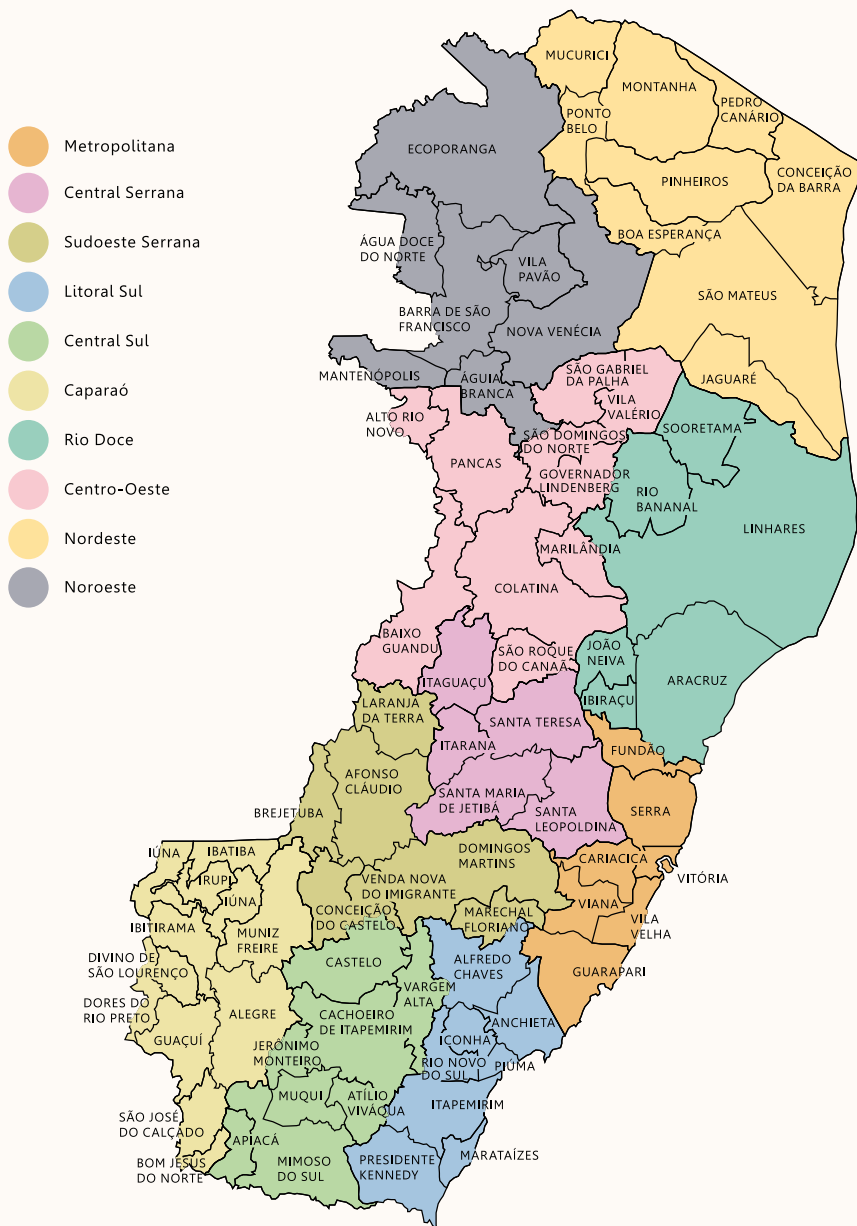 Metropolitana
Central Serrana
Sudoeste Serrana
Litoral Sul
Central Sul
Caparaó
Rio Doce
Centro-Oeste
Nordeste
Noroeste
MUCURICI
MONTANHA
PEDRO
CANÁRIO
PONTO
BELO
ECOPORANGA
PINHEIROS
CONCEIÇÃO
DA BARRA
BOA ESPERANÇA
ÁGUA DOCE
DO NORTE
VILA
PAVÃO
SÃO MATEUS
BARRA DE SÃO
FRANCISCO
NOVA VENÉCIA
MANTENÓPOLIS
ÁGUIA
BRANCA
SÃO GABRIEL
DA PALHA
JAGUARÉ
VILA
VALÉRIO
ALTO RIO
NOVO
SOORETAMA
SÃO DOMINGOS
DO NORTE
PANCAS
GOVERNADOR
LINDENBERG
RIO
BANANAL
LINHARES
MARILÂNDIA
COLATINA
BAIXO
GUANDU
SÃO ROQUE
DO CANAÃ
JOÃO
NEIVA
ITAGUAÇU
ARACRUZ
IBIRAÇU
LARANJA
DA TERRA
SANTA TERESA
ITARANA
FUNDÃO
AFONSO
CLÁUDIO
SANTA MARIA
DE JETIBÁ
BREJETUBA
SANTA
LEOPOLDINA
SERRA
IÚNA
IBATIBA
DOMINGOS
MARTINS
CARIACICA
VITÓRIA
IRUPI
VENDA NOVA
DO IMIGRANTE
IÚNA
VIANA
CONCEIÇÃO
DO CASTELO
MARECHAL
FLORIANO
VILA
VELHA
IBITIRAMA
MUNIZ
FREIRE
DIVINO DE
SÃO LOURENÇO
CASTELO
ALFREDO
CHAVES
GUARAPARI
VARGEM
ALTA
DORES DO
RIO PRETO
ALEGRE
CACHOEIRO
DE ITAPEMIRIM
ANCHIETA
GUAÇUÍ
JERÔNIMO
MONTEIRO
ICONHA
RIO NOVO
DO SUL
PIÚMA
MUQUI
ATÍLIO
VIVÁQUA
ITAPEMIRIM
SÃO JOSÉ
DO CALÇADO
APIACÁ
BOM JESUS
DO NORTE
MIMOSO
DO SUL
PRESIDENTE
KENNEDY
MARATAÍZES